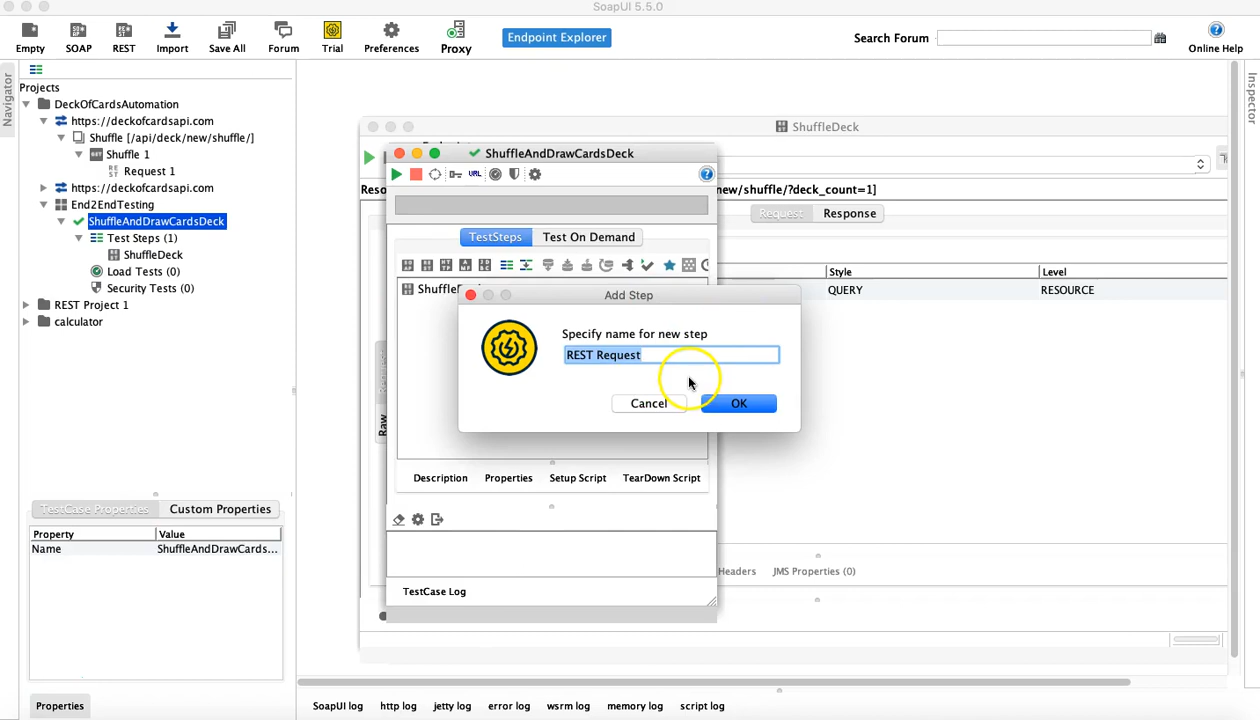 SoapUI 5.5.0
Empty SOAP REST Import Save All Forum Trial Preferences Proxy Endpoint Explorer Search Forum Online Help
Navigator
Inspector
Projects
DeckOfCardsAutomation
https://deckofcardsapi.com
Shuffle [/api/deck/new/shuffle/]
Shuffle 1
Request 1
https://deckofcardsapi.com
End2EndTesting
ShuffleAndDrawCardsDeck
Test Steps (1)
ShuffleDeck
Load Tests (0)
Security Tests (0)
REST Project 1
calculator
TestCase Properties Custom Properties
Property Value
Name ShuffleAndDrawCards...
Properties
ShuffleDeck
new/shuffle/?deck_count=1]
Request Response
Style Level
QUERY RESOURCE
Raw
Headers JMS Properties (0)
ShuffleAndDrawCardsDeck
URL
TestSteps Test On Demand
Add Step
Specify name for new step
REST Request
Cancel OK
Description Properties Setup Script TearDown Script
TestCase Log
SoapUI log http log jetty log error log wsrm log memory log script log